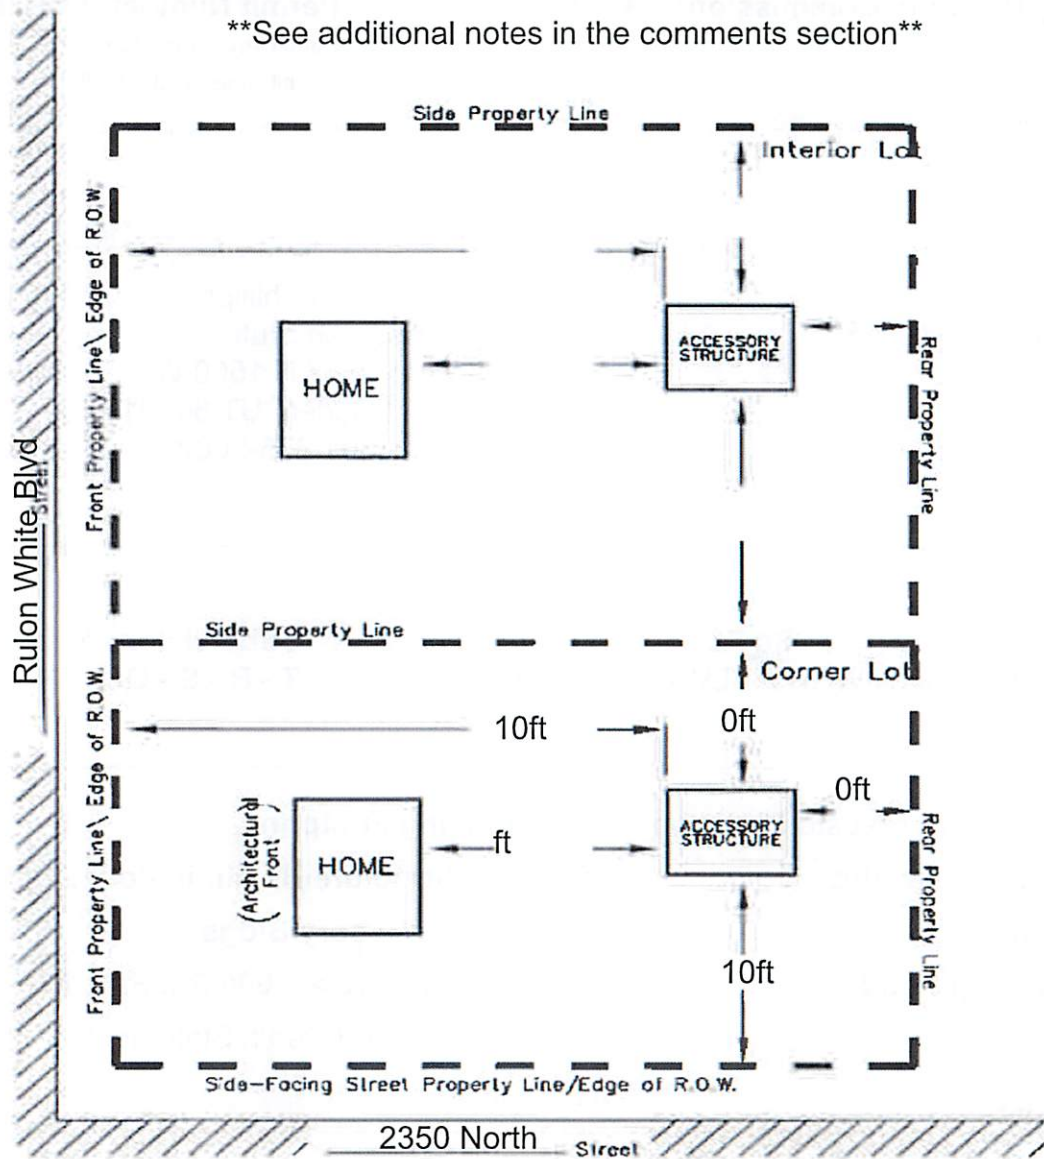 **See additional notes in the comments section**
Side Property Line
Interior Lot
Front Property Line\ Edge of R.O.W.
HOME
ACCESSORY
STRUCTURE
Rear Property Line
Rulon White Blvd
Street
Side Property Line
Corner Lot
Front Property Line\ Edge of R.O.W.
10ft
0ft
0ft
(Architectural
Front)
HOME
ft
ACCESSORY
STRUCTURE
Rear Property Line
10ft
Side-Facing Street Property Line/Edge of R.O.W.
2350 North
Street